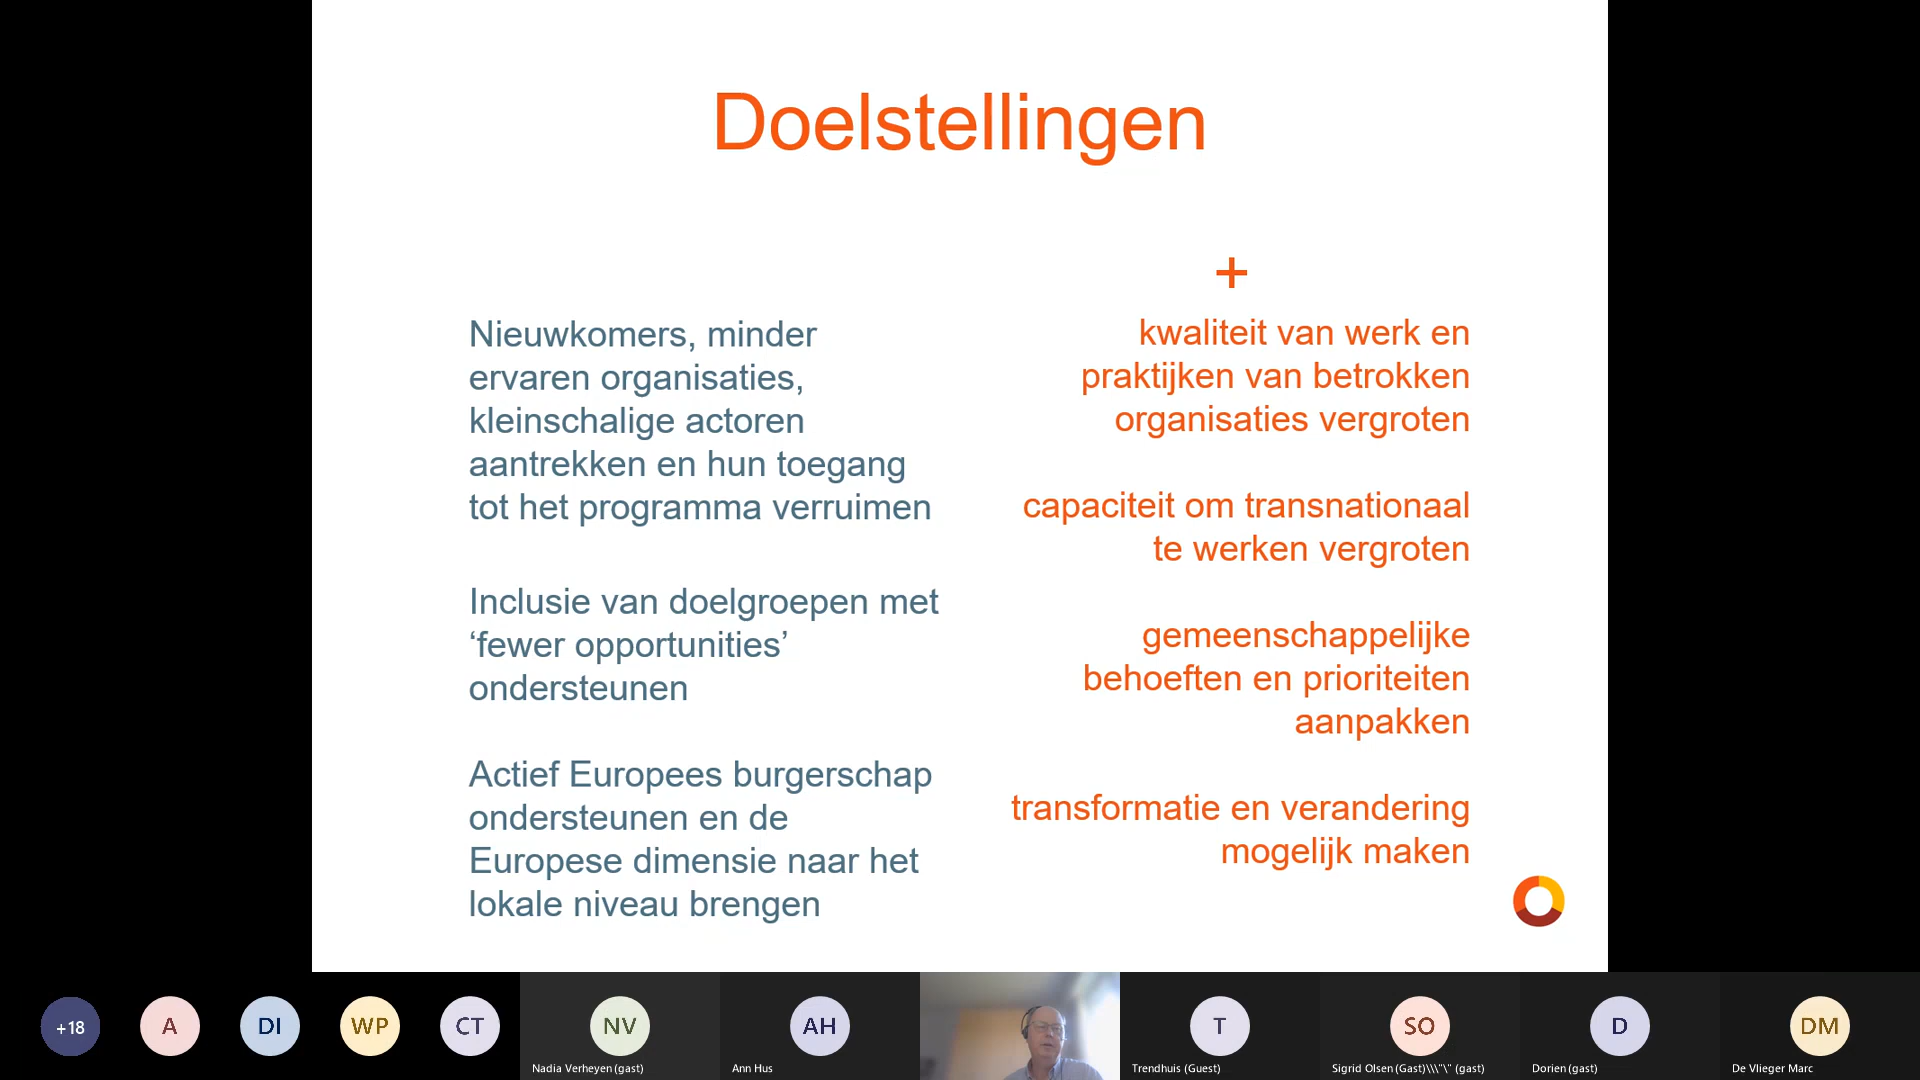 Doelstellingen
Nieuwkomers, minder
ervaren organisaties,
kleinschalige actoren
aantrekken en hun toegang
tot het programma verruimen
Inclusie van doelgroepen met
‘fewer opportunities’
ondersteunen
Actief Europees burgerschap
ondersteunen en de
Europese dimensie naar het
lokale niveau brengen
+
kwaliteit van werk en
praktijken van betrokken
organisaties vergroten
capaciteit om transnationaal
te werken vergroten
gemeenschappelijke
behoeften en prioriteiten
aanpakken
transformatie en verandering
mogelijk maken
+18
A
DI
WP
CT
NV
Nadia Verheyen (gast)
AH
Ann Hus
T
Trendhuis (Guest)
SO
Sigrid Olsen (Gast)\\\"\" (gast)
D
Dorien (gast)
DM
De Vlieger Marc